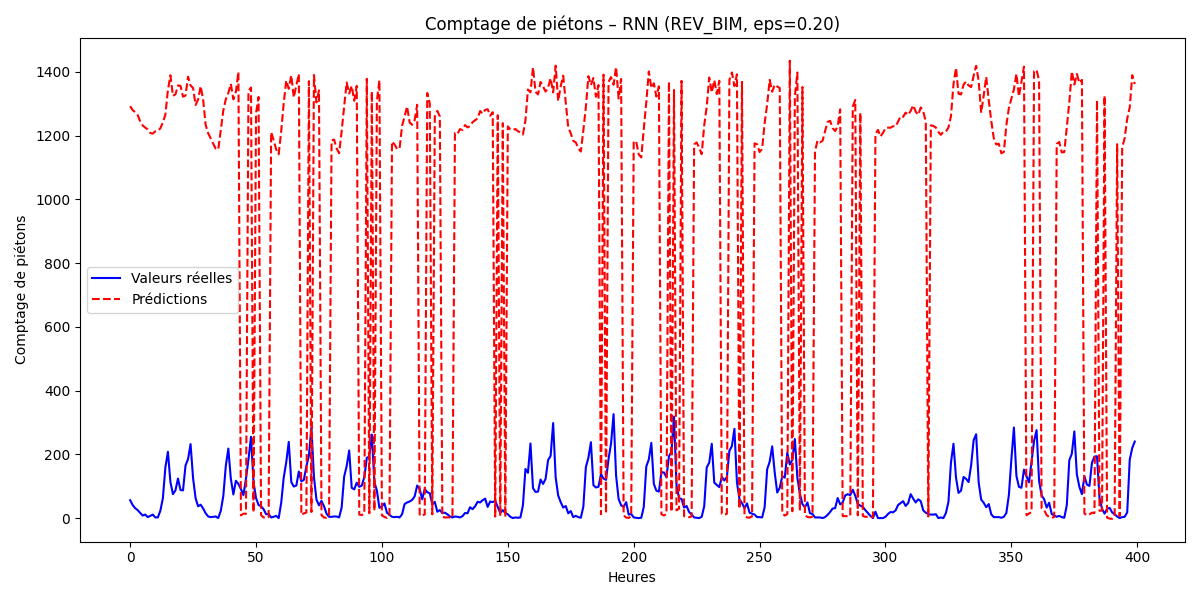 Comptage de piétons – RNN (REV_BIM, eps=0.20)
1400
1200
1000
800
600
400
200
0
Comptage de piétons
Valeurs réelles
Prédictions
0 50 100 150 200 250 300 350 400
Heures